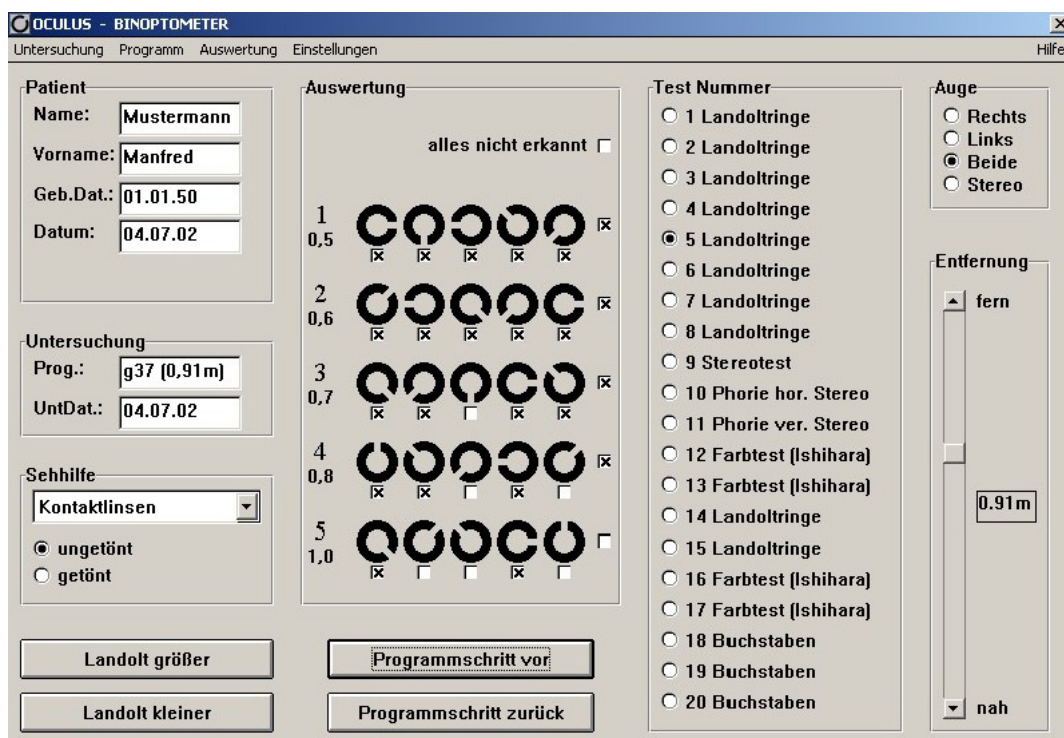 OCULUS - BINOPTOMETER
Untersuchung Programm Auswertung Einstellungen Hilfe
Patient
Name: Mustermann
Vorname: Manfred
Geb.Dat.: 01.01.50
Datum: 04.07.02
Untersuchung
Prog.: g37 (0,91m)
UntDat.: 04.07.02
Sehhilfe
Kontaktlinsen
ungetönt
getönt
Landolt größer
Landolt kleiner
Auswertung
alles nicht erkannt
1
0,5
2
0,6
3
0,7
4
0,8
5
1,0
Programmschritt vor
Programmschritt zurück
Test Nummer
1 Landoltringe
2 Landoltringe
3 Landoltringe
4 Landoltringe
5 Landoltringe
6 Landoltringe
7 Landoltringe
8 Landoltringe
9 Stereotest
10 Phorie hor. Stereo
11 Phorie ver. Stereo
12 Farbtest (Ishihara)
13 Farbtest (Ishihara)
14 Landoltringe
15 Landoltringe
16 Farbtest (Ishihara)
17 Farbtest (Ishihara)
18 Buchstaben
19 Buchstaben
20 Buchstaben
Auge
Rechts
Links
Beide
Stereo
Entfernung
fern
0.91m
nah